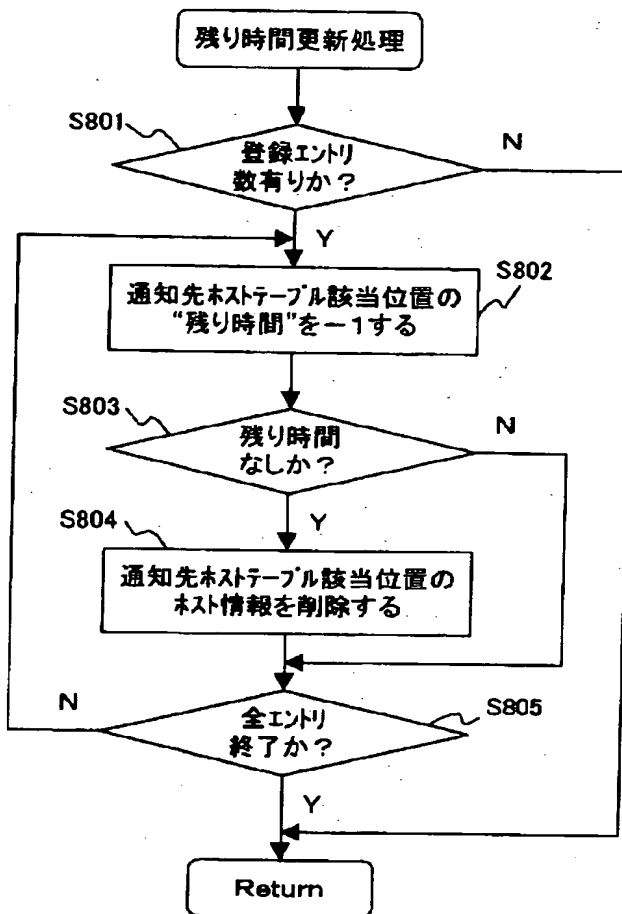 残り時間更新処理
S801
登録エントリ
数有りか?
N
Y
S802
通知先ホストテーブル該当位置の
“残り時間”を－1する
S803
残り時間
なしか?
N
Y
S804
通知先ホストテーブル該当位置の
ホスト情報を削除する
N
S805
全エントリ
終了か?
Y
Return